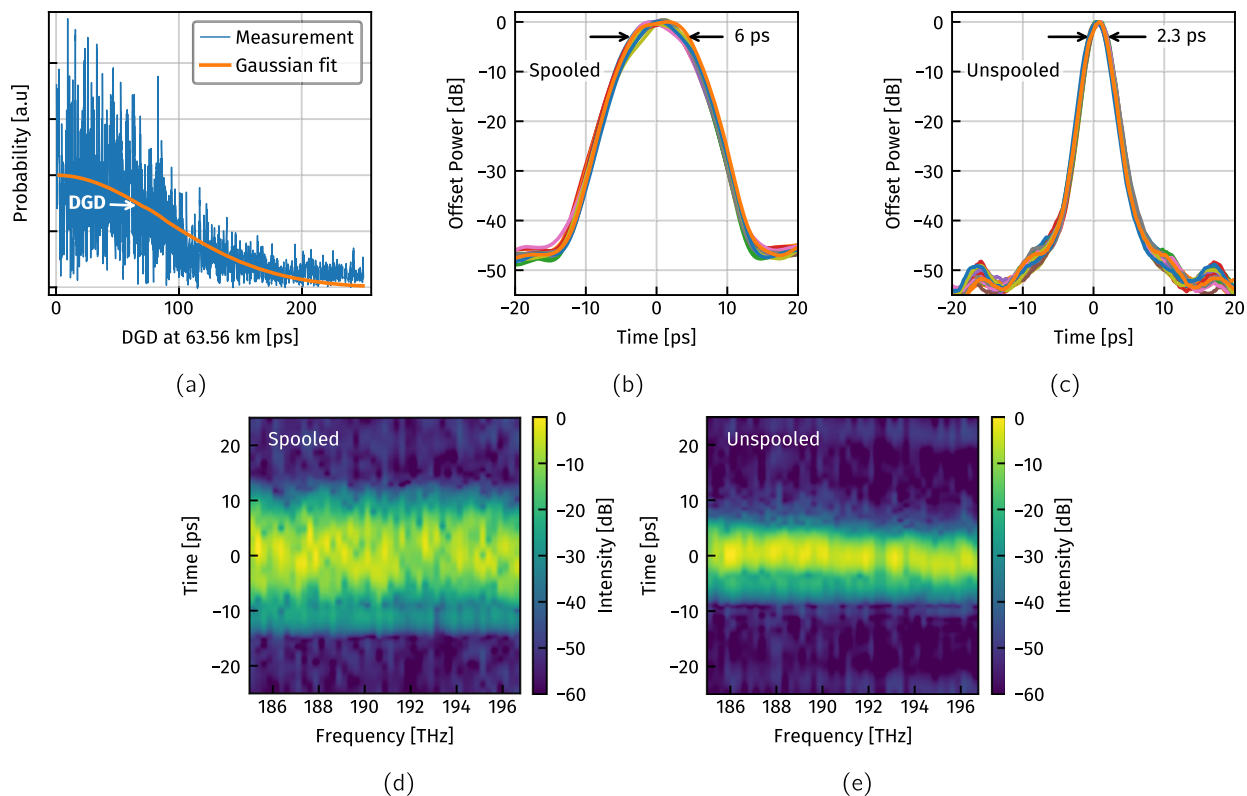 Probability [a.u]
Measurement
Gaussian fit
DGD
0
100
200
DGD at 63.56 km [ps]
(a)
Offset Power [dB]
0
−10
−20
−30
−40
−50
6 ps
Spooled
−20
−10
0
10
20
Time [ps]
(b)
Offset Power [dB]
0
−10
−20
−30
−40
−50
2.3 ps
Unspooled
−20
−10
0
10
20
Time [ps]
(c)
Time [ps]
20
10
0
−10
−20
Spooled
186
188
190
192
194
196
Frequency [THz]
0
−10
−20
−30
−40
−50
−60
Intensity [dB]
(d)
Time [ps]
20
10
0
−10
−20
Unspooled
186
188
190
192
194
196
Frequency [THz]
0
−10
−20
−30
−40
−50
−60
Intensity [dB]
(e)